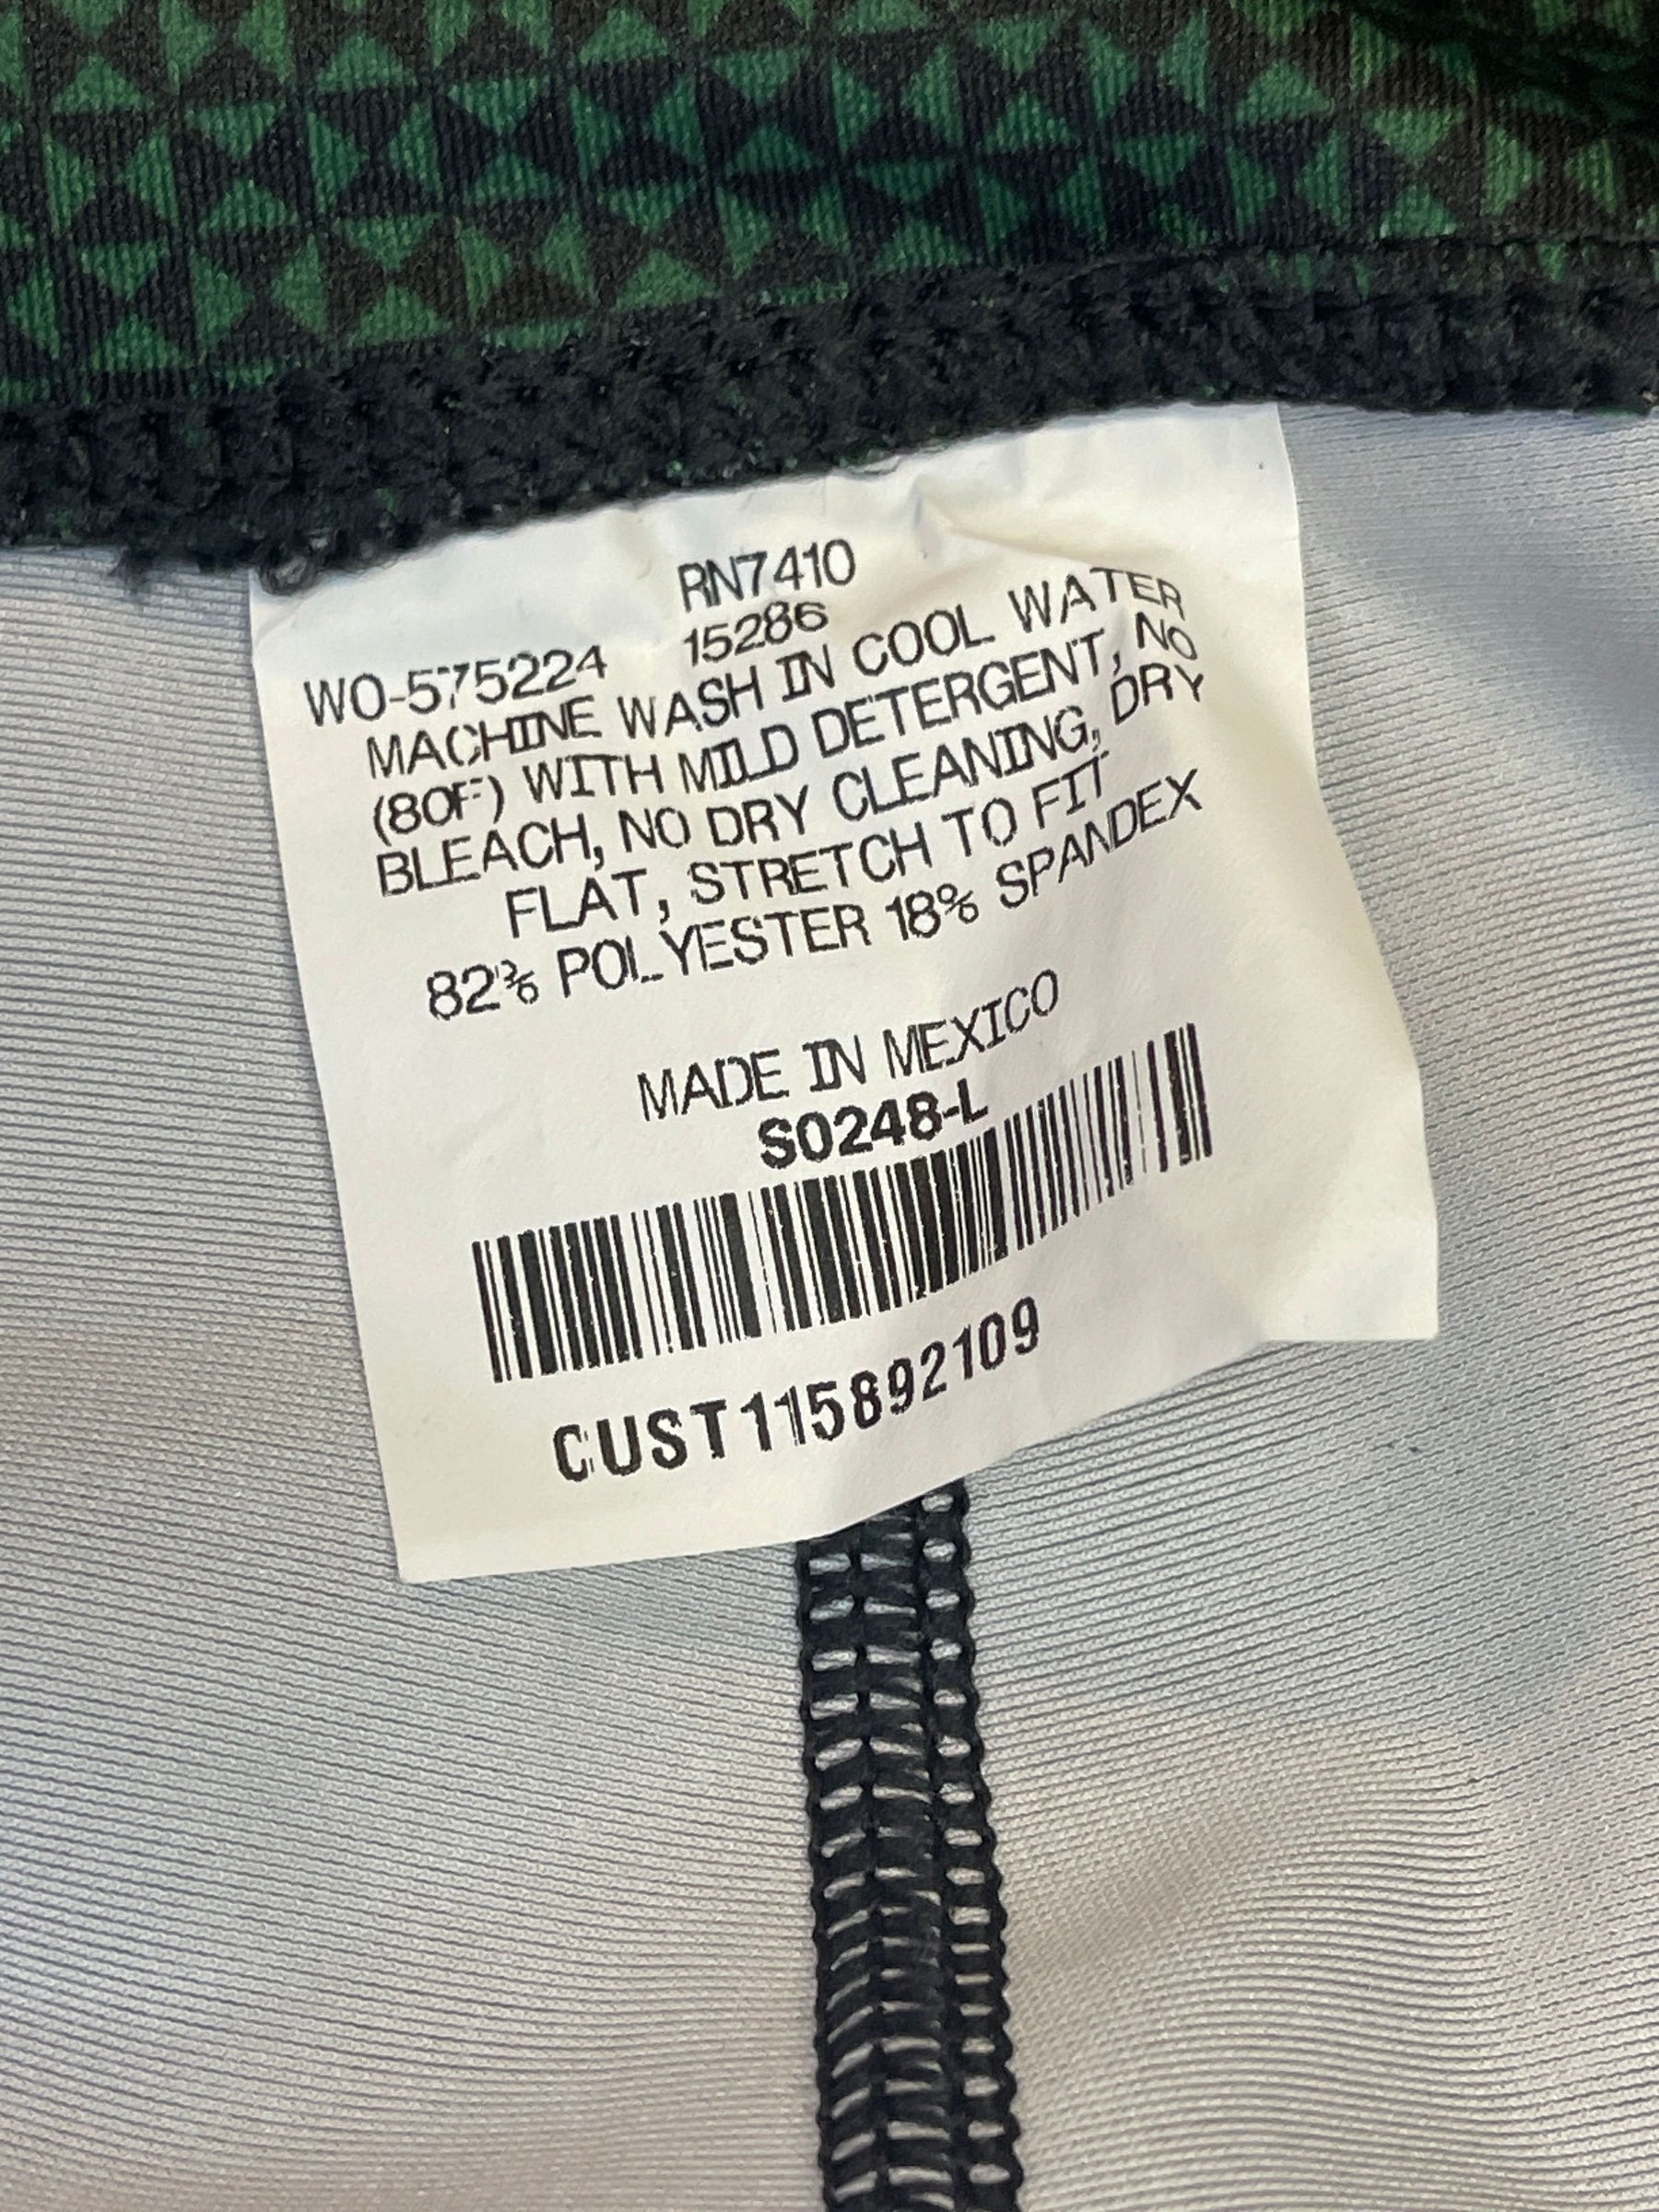 RN7410
WO-575224 15286
MACHINE WASH IN COOL WATER
(80F) WITH MILD DETERGENT, NO
BLEACH, NO DRY CLEANING, DRY
FLAT, STRETCH TO FIT
82% POLYESTER 18% SPANDEX
MADE IN MEXICO
S0248-L
CUST115892109